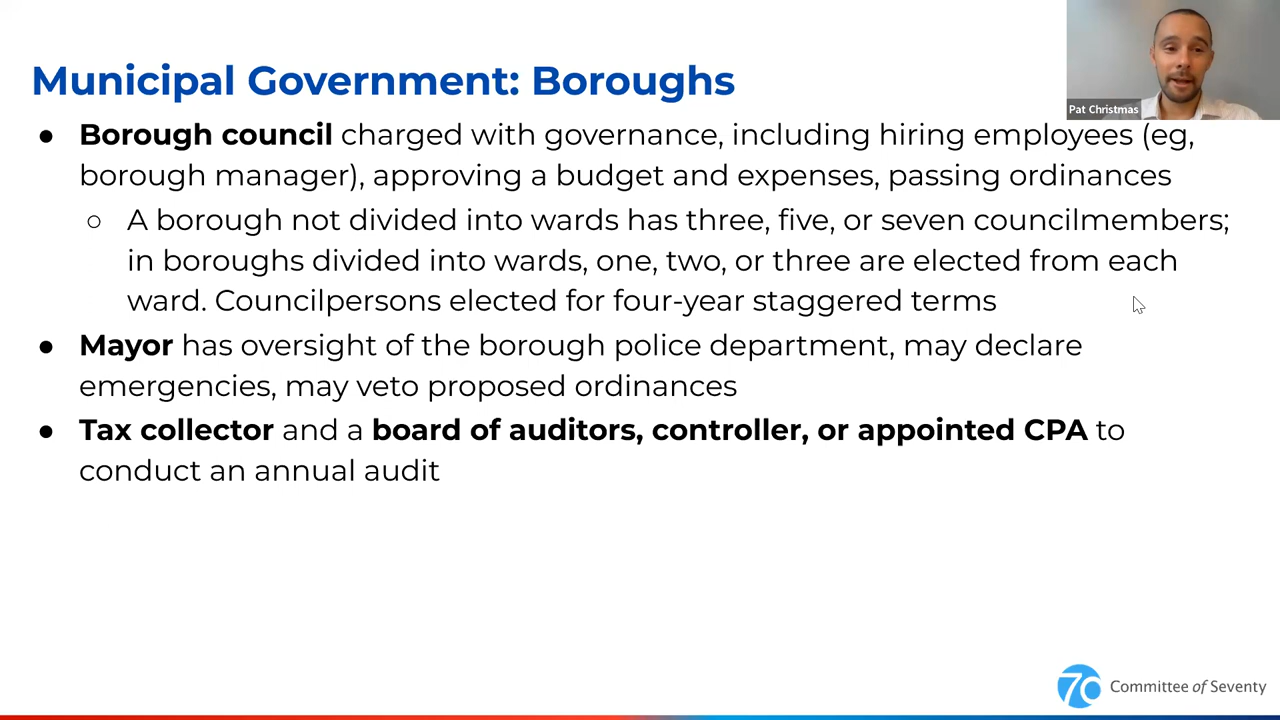 Municipal Government: Boroughs
Pat Christmas
● Borough council charged with governance, including hiring employees (eg,
borough manager), approving a budget and expenses, passing ordinances
○ A borough not divided into wards has three, five, or seven councilmembers;
in boroughs divided into wards, one, two, or three are elected from each
ward. Councilpersons elected for four-year staggered terms
● Mayor has oversight of the borough police department, may declare
emergencies, may veto proposed ordinances
● Tax collector and a board of auditors, controller, or appointed CPA to
conduct an annual audit
70 Committee of Seventy